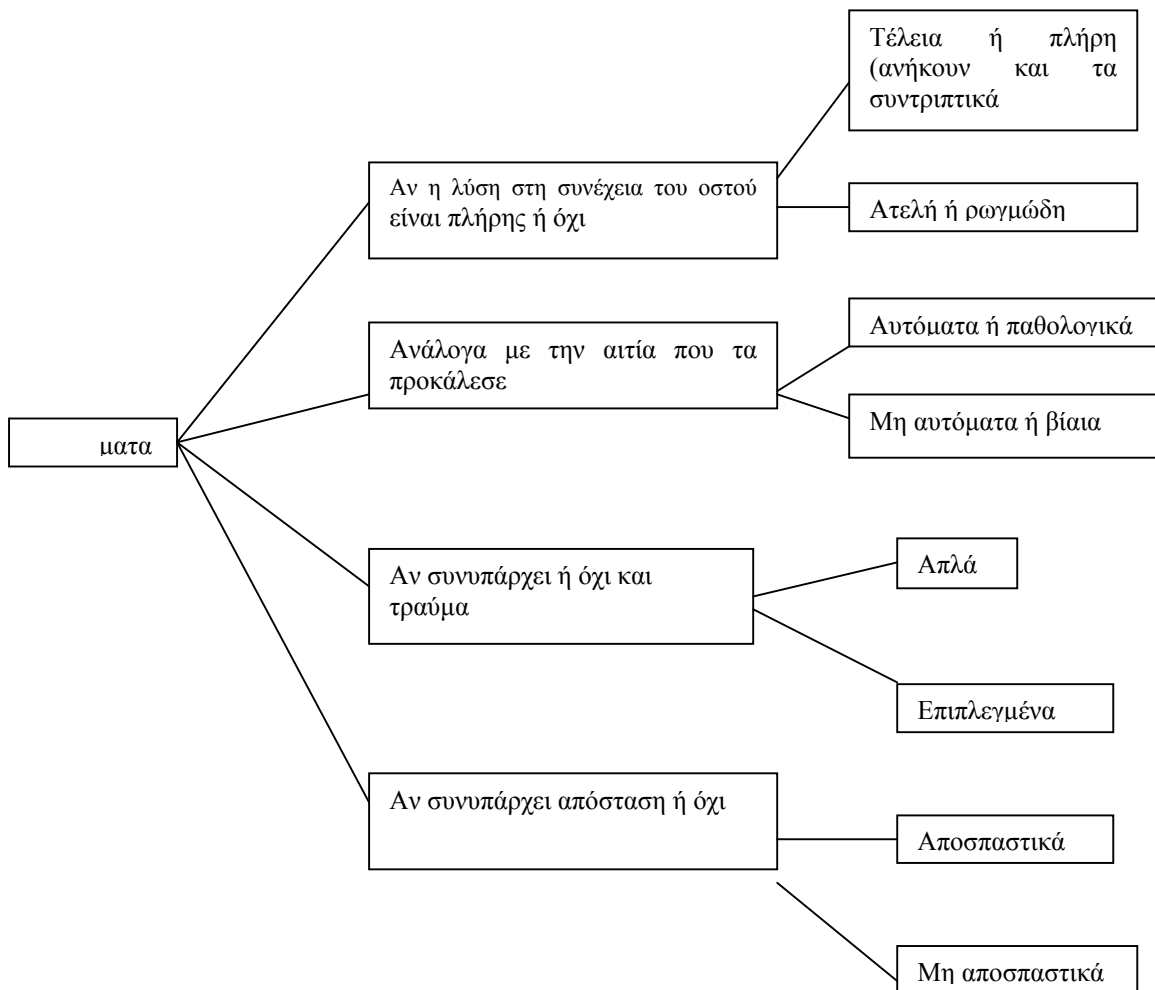 Τέλεια ή πλήρη
(ανήκουν και τα
συντριπτικά
Αν η λύση στη συνέχεια του οστού
είναι πλήρης ή όχι
Ατελή ή ρωγμώδη
Αυτόματα ή παθολογικά
Ανάλογα με την αιτία που τα
προκάλεσε
Μη αυτόματα ή βίαια
ματα
Απλά
Αν συνυπάρχει ή όχι και
τραύμα
Επιπλεγμένα
Αν συνυπάρχει απόσταση ή όχι
Αποσπαστικά
Μη αποσπαστικά